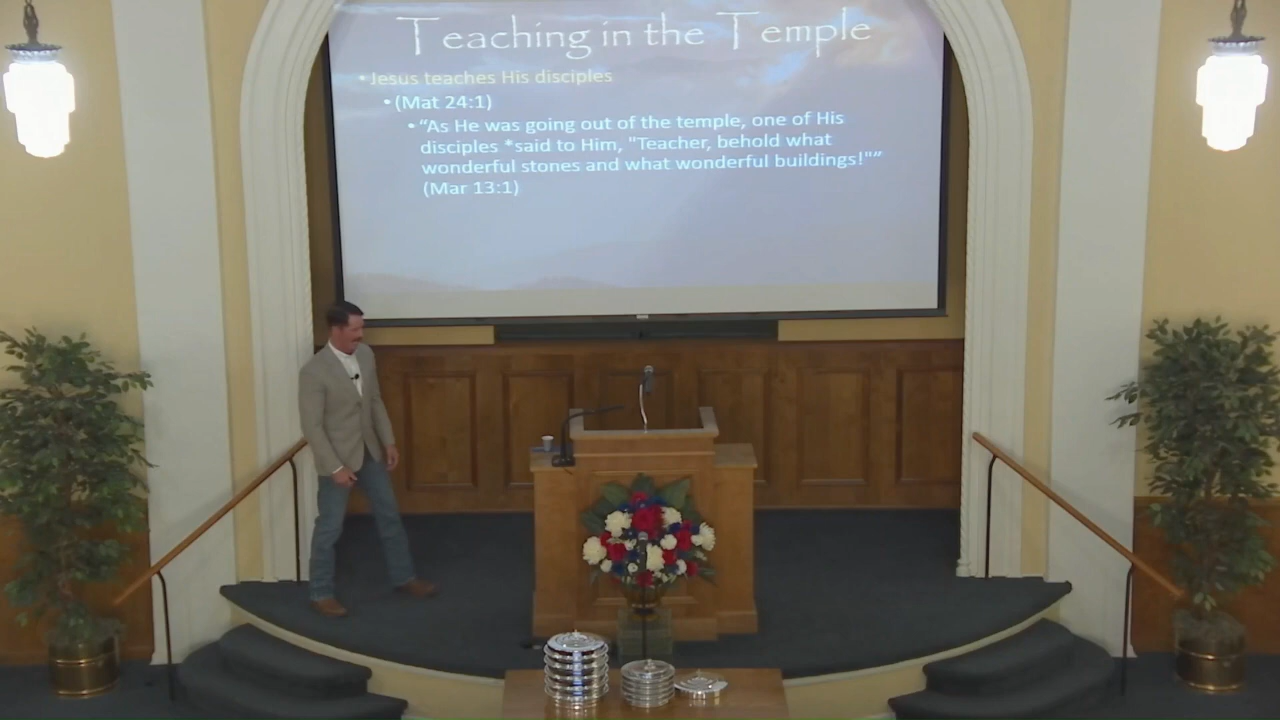 Teaching in the Temple
•Jesus teaches His disciples
•(Mat 24:1)
•“As He was going out of the temple, one of His
disciples *said to Him, "Teacher, behold what
wonderful stones and what wonderful buildings!"”
(Mar 13:1)